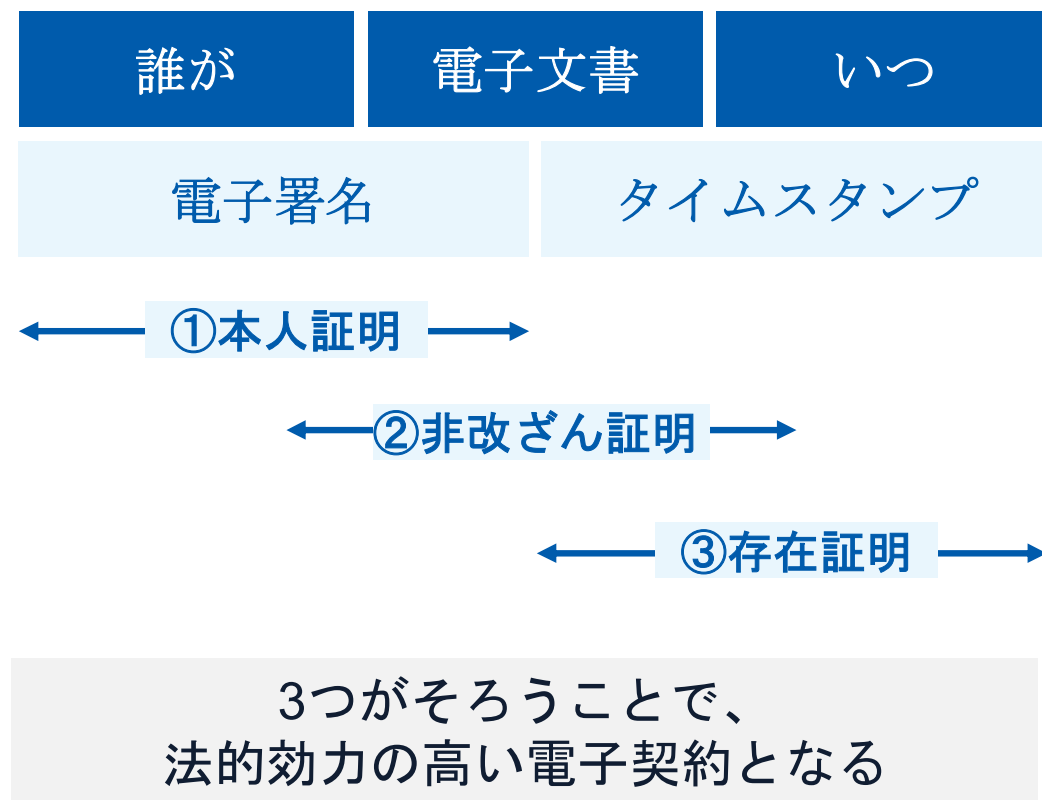 誰が
電子文書
いつ
電子署名
タイムスタンプ
①本人証明
②非改ざん証明
③存在証明
3つがそろうことで、
法的効力の高い電子契約となる